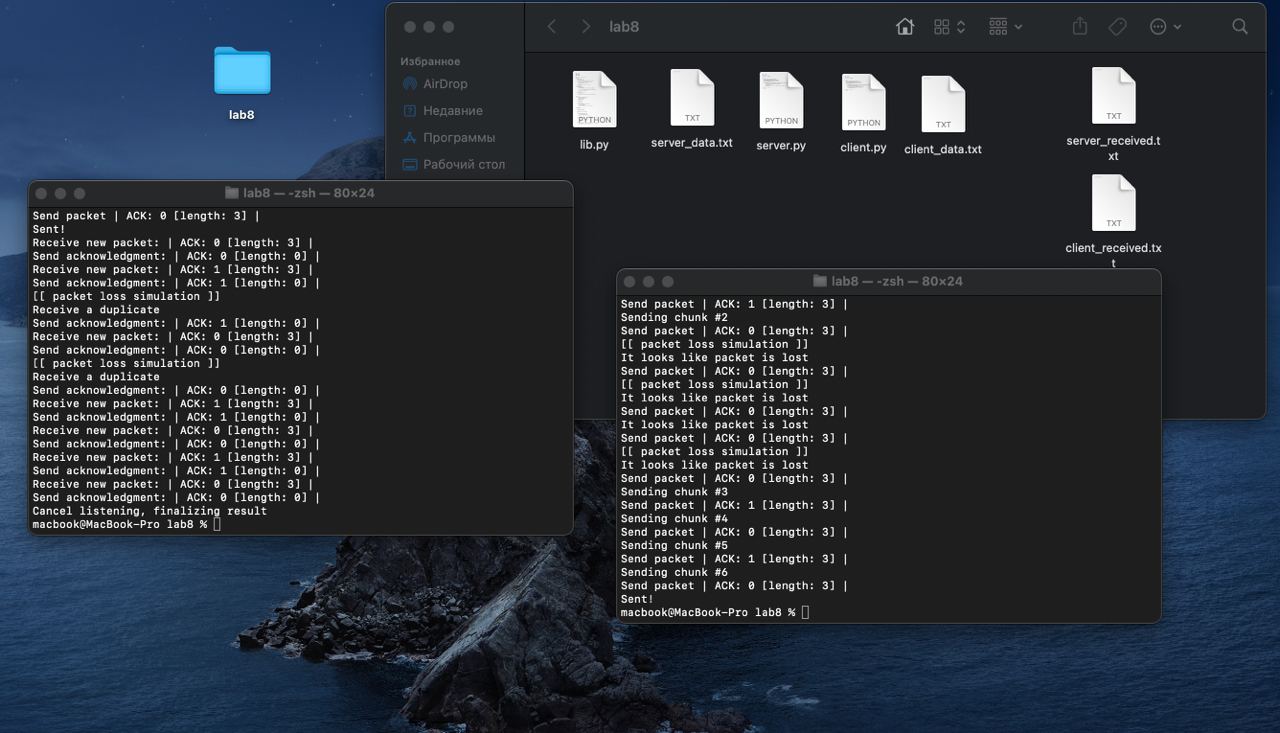 lab8
lab8
Избранное
AirDrop
Недавние
Программы
Рабочий стол
PYTHON
lib.py
TXT
server_data.txt
PYTHON
server.py
PYTHON
client.py
TXT
client_data.txt
TXT
server_received.t
xt
TXT
client_received.tx
t
lab8 — -zsh — 80×24
Send packet | ACK: 0 [length: 3] |
Sent!
Receive new packet: | ACK: 0 [length: 3] |
Send acknowledgment: | ACK: 0 [length: 0] |
Receive new packet: | ACK: 1 [length: 3] |
Send acknowledgment: | ACK: 1 [length: 0] |
[[ packet loss simulation ]]
Receive a duplicate
Send acknowledgment: | ACK: 1 [length: 0] |
Receive new packet: | ACK: 0 [length: 3] |
Send acknowledgment: | ACK: 0 [length: 0] |
[[ packet loss simulation ]]
Receive a duplicate
Send acknowledgment: | ACK: 0 [length: 0] |
Receive new packet: | ACK: 1 [length: 3] |
Send acknowledgment: | ACK: 1 [length: 0] |
Receive new packet: | ACK: 0 [length: 3] |
Send acknowledgment: | ACK: 0 [length: 0] |
Receive new packet: | ACK: 1 [length: 3] |
Send acknowledgment: | ACK: 1 [length: 0] |
Receive new packet: | ACK: 0 [length: 3] |
Send acknowledgment: | ACK: 0 [length: 0] |
Cancel listening, finalizing result
macbook@MacBook-Pro lab8 %
lab8 — -zsh — 80×24
Send packet | ACK: 1 [length: 3] |
Sending chunk #2
Send packet | ACK: 0 [length: 3] |
[[ packet loss simulation ]]
It looks like packet is lost
Send packet | ACK: 0 [length: 3] |
[[ packet loss simulation ]]
It looks like packet is lost
Send packet | ACK: 0 [length: 3] |
It looks like packet is lost
Send packet | ACK: 0 [length: 3] |
[[ packet loss simulation ]]
It looks like packet is lost
Send packet | ACK: 0 [length: 3] |
Sending chunk #3
Send packet | ACK: 1 [length: 3] |
Sending chunk #4
Send packet | ACK: 0 [length: 3] |
Sending chunk #5
Send packet | ACK: 1 [length: 3] |
Sending chunk #6
Send packet | ACK: 0 [length: 3] |
Sent!
macbook@MacBook-Pro lab8 %